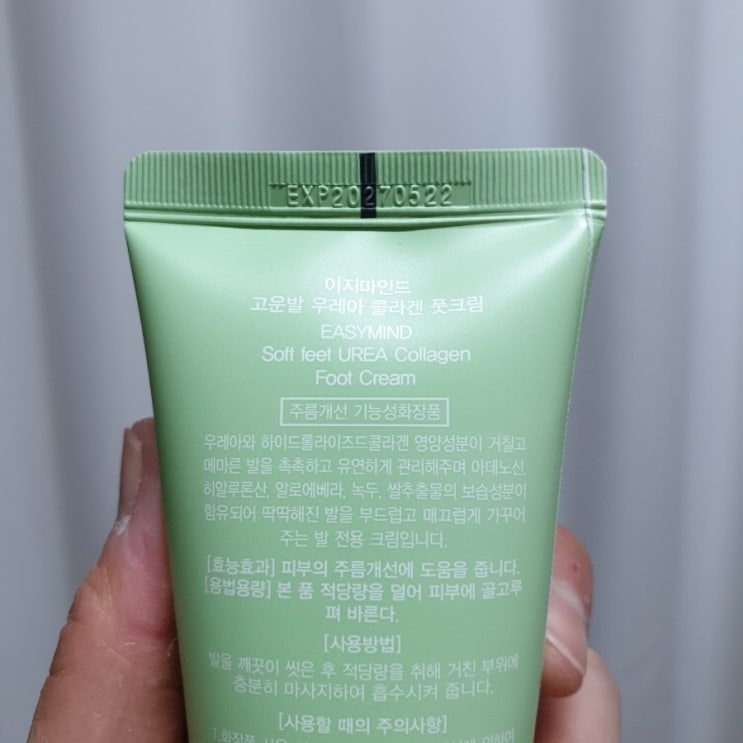 EXP20270522
이지마인드
고운발 우레아 콜라겐 풋크림
EASYMIND
Soft feet UREA Collagen
Foot Cream
주름개선 기능성화장품
우레아와 하이드롤라이즈드콜라겐 영양성분이 거칠고
메마른 발을 촉촉하고 유연하게 관리해주며 아데노신,
히알루론산, 알로에베라, 녹두, 쌀추출물의 보습성분이
함유되어 딱딱해진 발을 부드럽고 매끄럽게 가꾸어
주는 발 전용 크림입니다.
[효능효과] 피부의 주름개선에 도움을 줍니다.
[용법용량] 본 품 적당량을 덜어 피부에 골고루
펴 바른다.
[사용방법]
발을 깨끗이 씻은 후 적당량을 취해 거친 부위에
충분히 마사지하여 흡수시켜 줍니다.
[사용할 때의 주의사항]
1.화장품